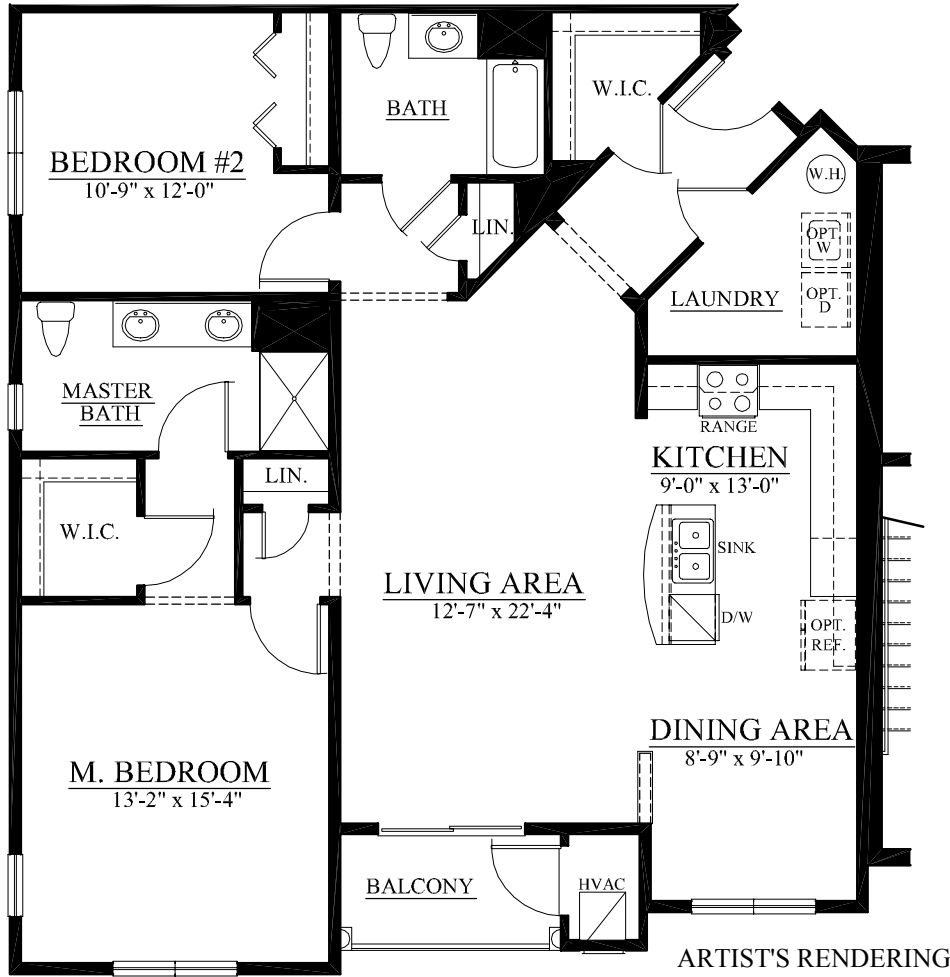 W.I.C.
BATH
BEDROOM #2
10'-9" x 12'-0"
W.H.
LIN.
OPT.
W
LAUNDRY
OPT.
D
MASTER
BATH
RANGE
KITCHEN
9'-0" x 13'-0"
LIN.
W.I.C.
SINK
LIVING AREA
12'-7" x 22'-4"
D/W
OPT.
REF.
DINING AREA
8'-9" x 9'-10"
M. BEDROOM
13'-2" x 15'-4"
BALCONY
HVAC
ARTIST'S RENDERING